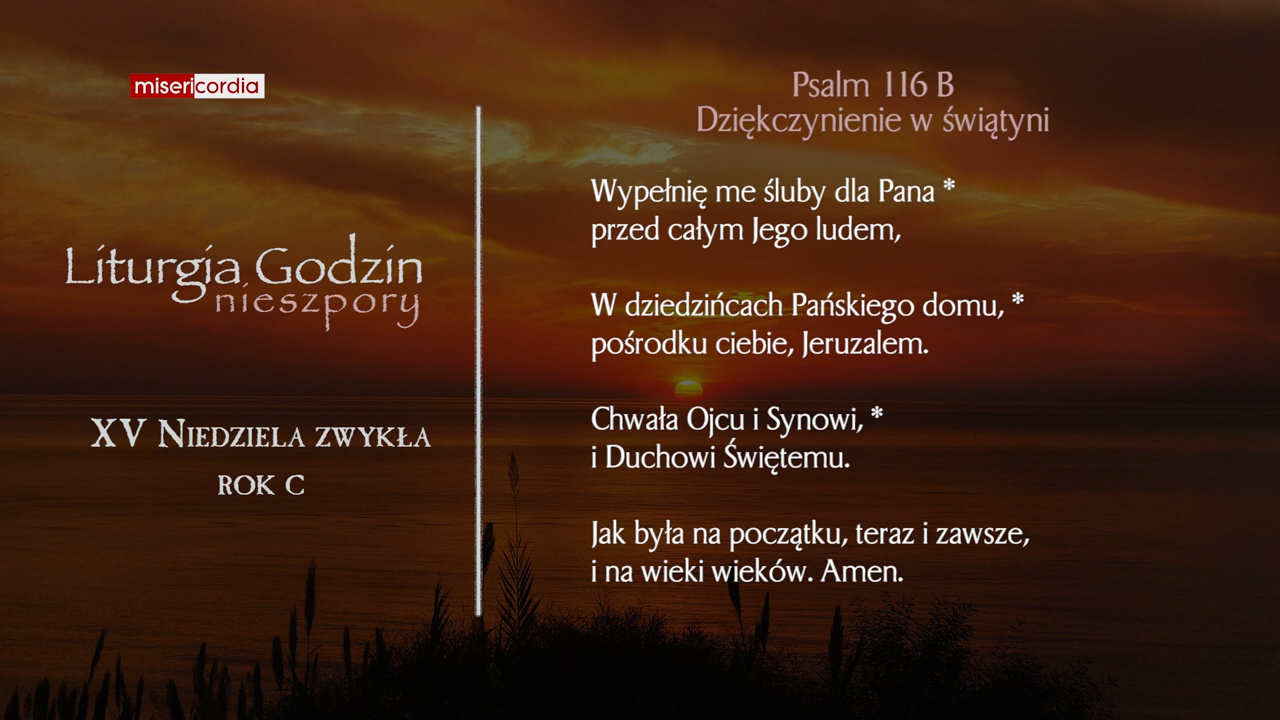 misericordia
Liturgia Godzin
nieszpory
XV Niedziela zwykła
rok C
Psalm 116 B
Dziękczynienie w świątyni
Wypełnię me śluby dla Pana *
przed całym Jego ludem,
W dziedzińcach Pańskiego domu, *
pośrodku ciebie, Jeruzalem.
Chwała Ojcu i Synowi, *
i Duchowi Świętemu.
Jak była na początku, teraz i zawsze,
i na wieki wieków. Amen.